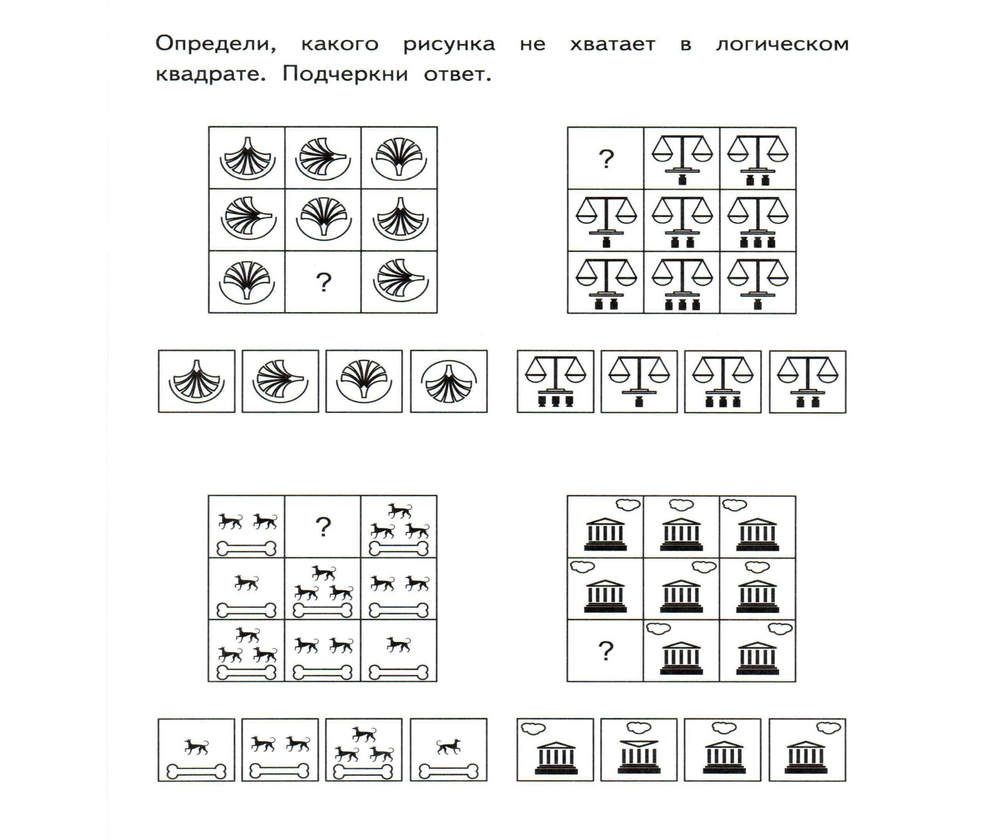 Определи, какого рисунка не хватает в логическом
квадрате. Подчеркни ответ.
?
?
?
?